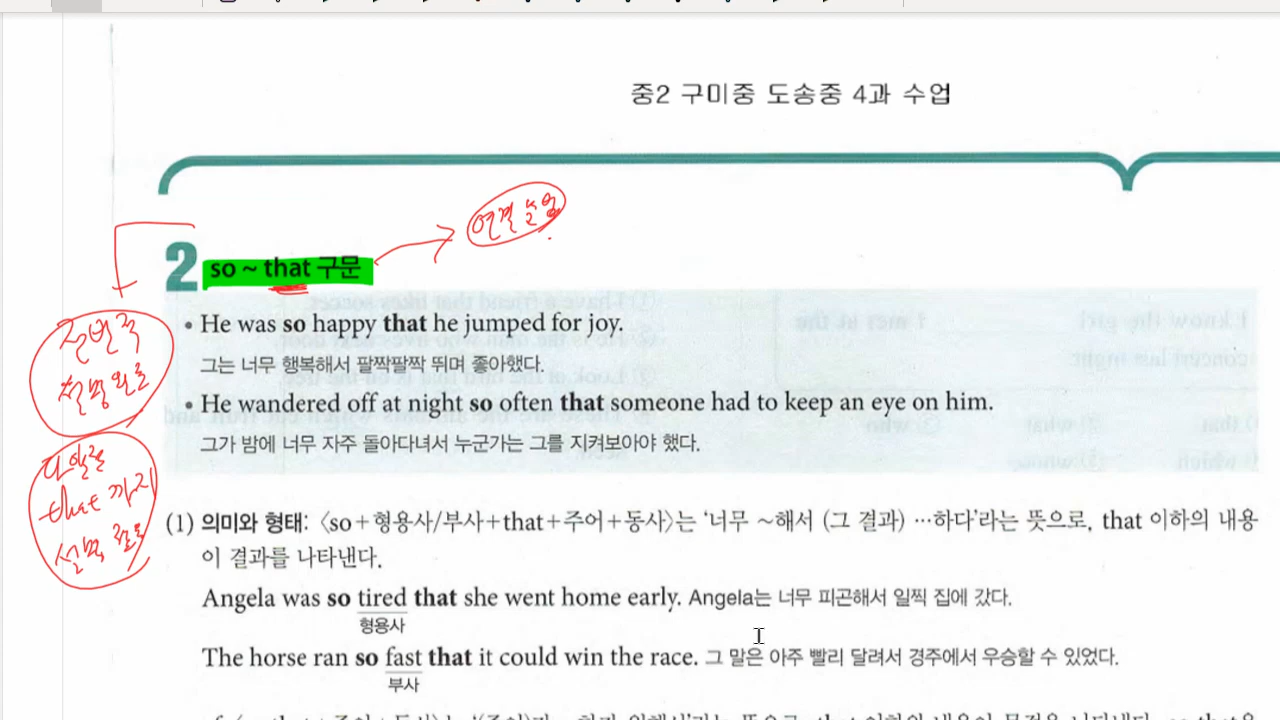 중2 구미중 도송중 4과 수업
연결 수업
2 so ~ that 구문
• He was so happy that he jumped for joy.
그는 너무 행복해서 팔짝팔짝 뛰며 좋아했다.
• He wandered off at night so often that someone had to keep an eye on him.
그가 밤에 너무 자주 돌아다녀서 누군가는 그를 지켜보아야 했다.
that 까지
(1) 의미와 형태: 〈so+형용사/부사+that+주어+동사〉는 '너무 ~해서 (그 결과) …하다'라는 뜻으로, that 이하의 내용
이 결과를 나타낸다.
Angela was so tired that she went home early. Angela는 너무 피곤해서 일찍 집에 갔다.
형용사
The horse ran so fast that it could win the race. 그 말은 아주 빨리 달려서 경주에서 우승할 수 있었다.
부사